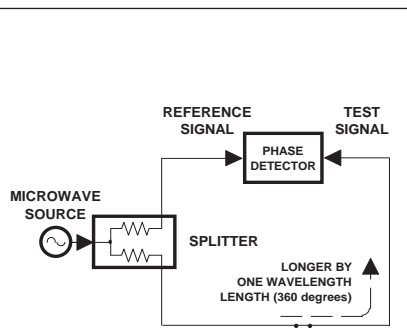 REFERENCE
SIGNAL
TEST
SIGNAL
PHASE
DETECTOR
MICROWAVE
SOURCE
SPLITTER
LONGER BY
ONE WAVELENGTH
LENGTH (360 degrees)